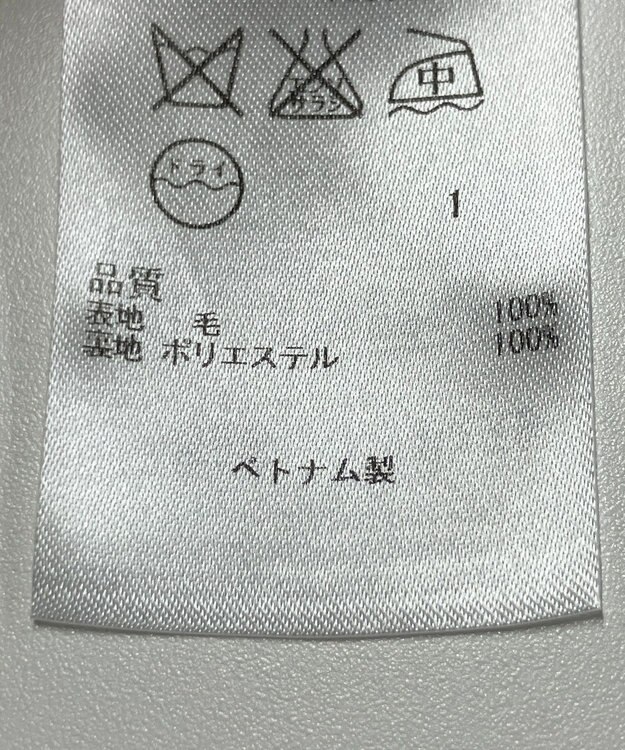 エンソ
サラシ
中
ドライ
1
品質
表地 毛 100%
裏地 ポリエステル 100%
ベトナム製